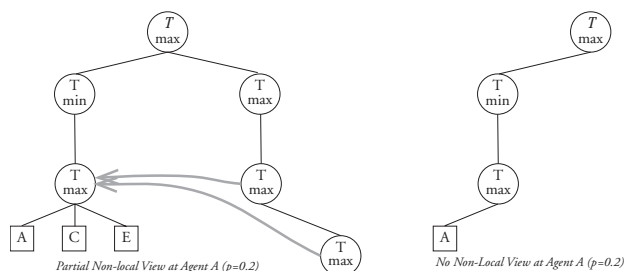 T
max
T
max
T
min
T
max
T
min
T
max
T
max
T
max
A
C
E
A
T
max
Partial Non-local View at Agent A (p=0.2)
No Non-Local View at Agent A (p=0.2)